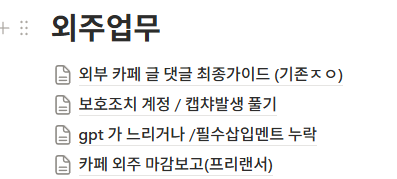 외주업무
외부 카페 글 댓글 최종가이드 (기존ㅈㅇ)
보호조치 계정 / 캡챠발생 풀기
gpt 가 느리거나 /필수삽입멘트 누락
카페 외주 마감보고(프리랜서)